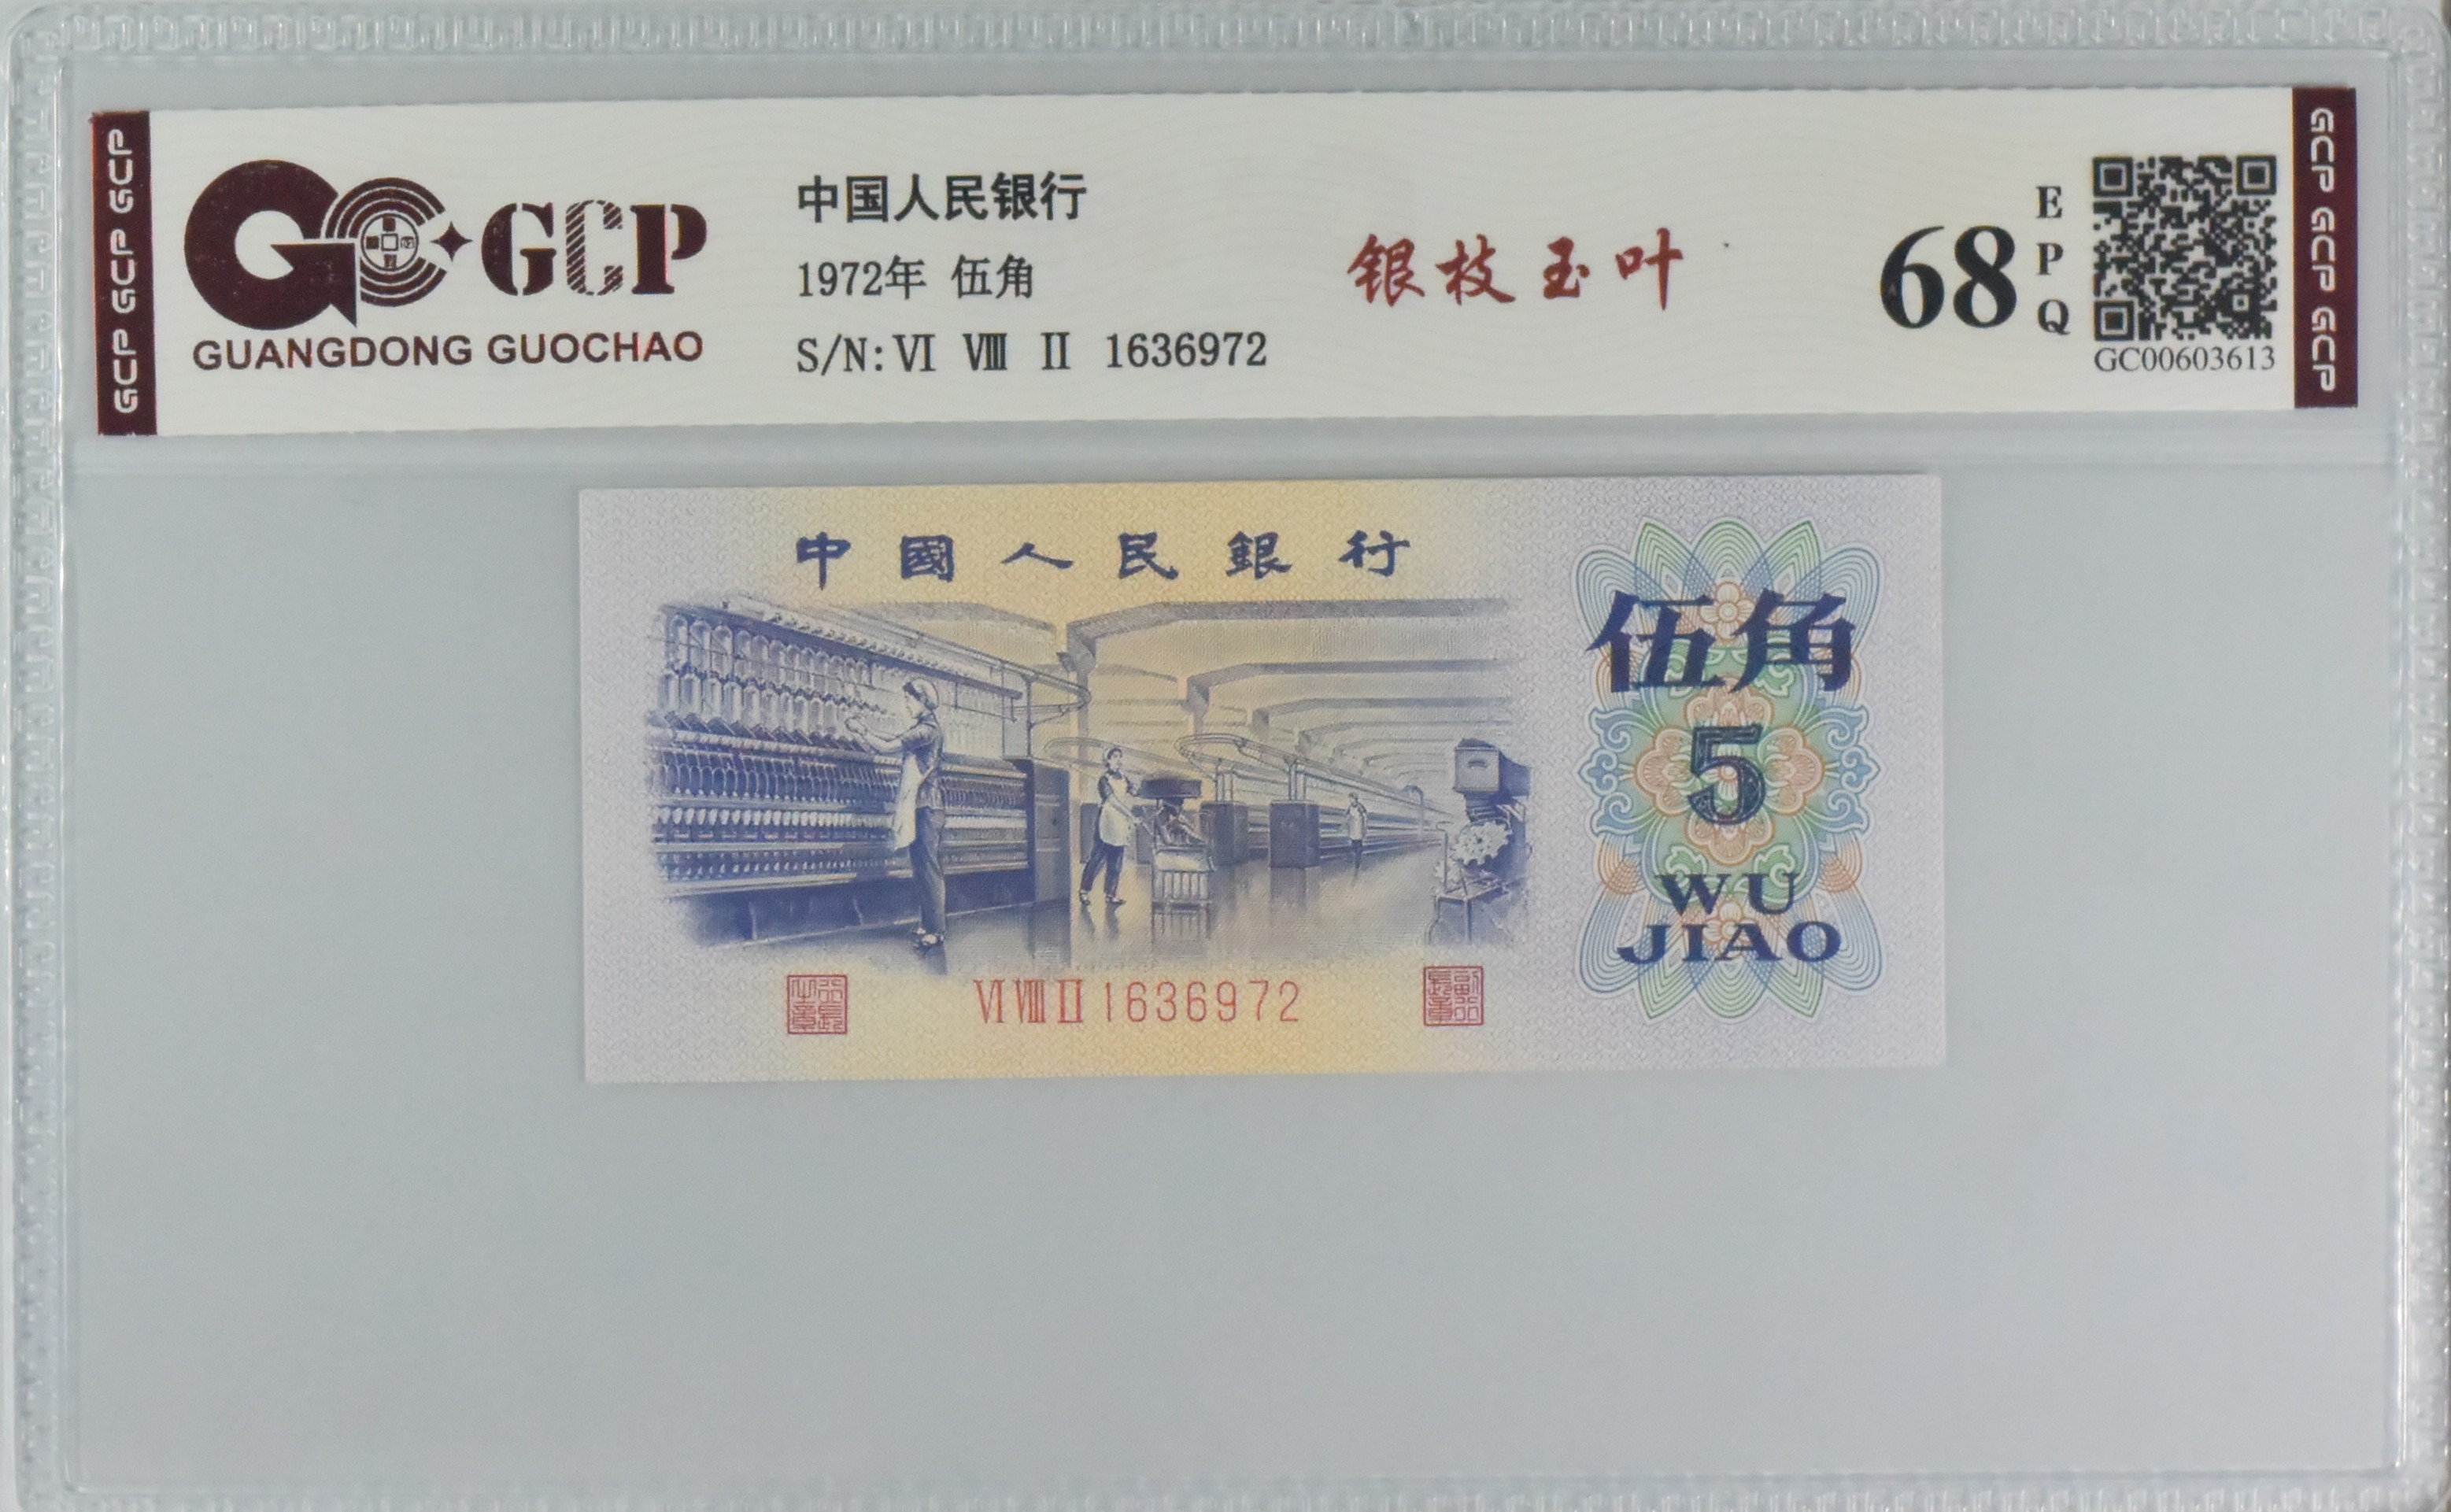 GCP GCP GCP
GCP
GUANGDONG GUOCHAO
中国人民银行
1972年 伍角
S/N: Ⅵ Ⅷ Ⅱ 1636972
银枝玉叶
68
EPQ
GC00603613
GCP GCP GCP
中國人民銀行
伍角
5
WU
JIAO
ⅥⅧⅡ1636972